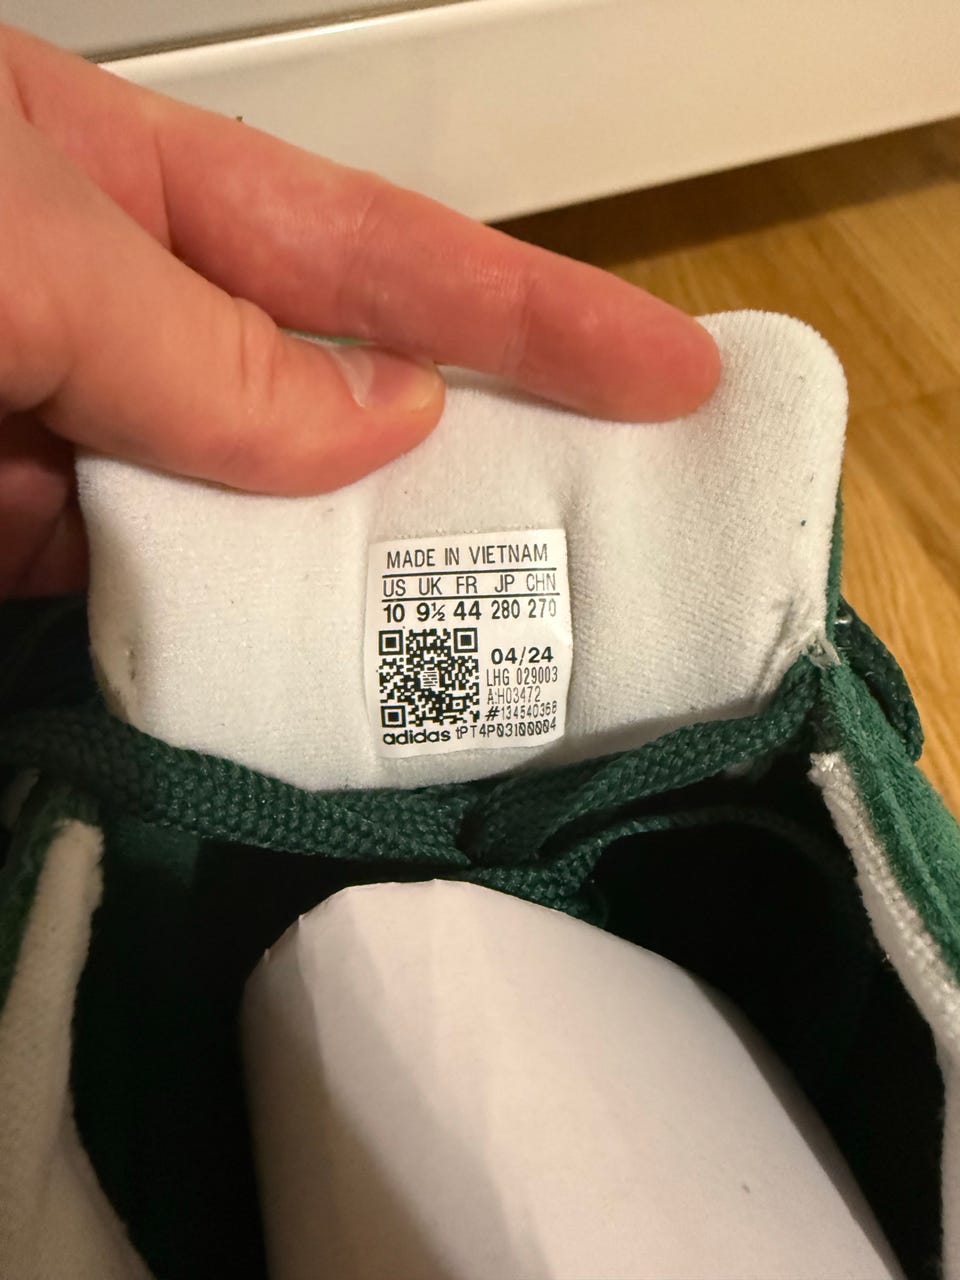 MADE IN VIETNAM
US UK FR JP CHN
10 9½ 44 280 270
04/24
LHG 029003
A:H03472
#134540368
adidas tPT4P03100004